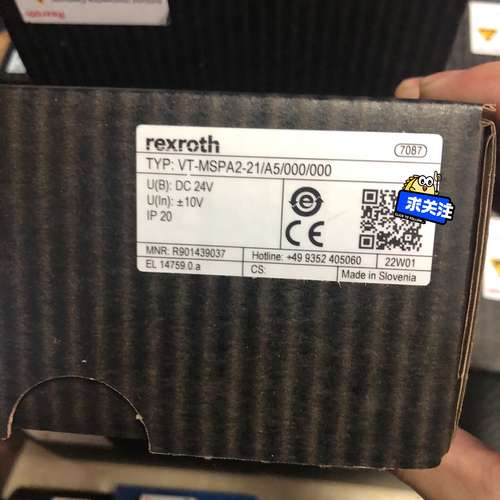 rexroth
7087
TYP: VT-MSPA2-21/A5/000/000
U(B): DC 24V
U(In): ±10V
IP 20
求关注
MNR: R901439037
Hotline: +49 9352 405060
22W01
EL 14759.0.a
CS:
Made in Slovenia